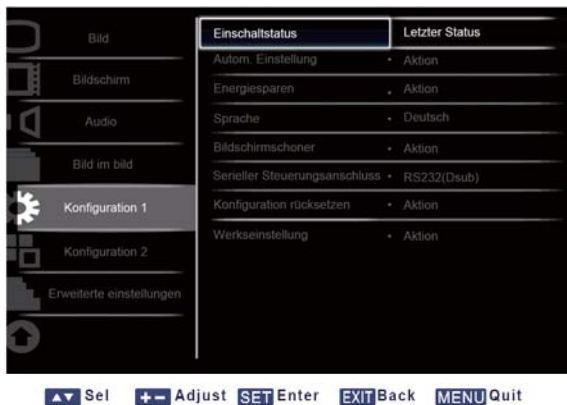 Bild
Bildschirm
Audio
Bild im bild
Konfiguration 1
Konfiguration 2
Erweiterte einstellungen
Einschaltstatus Letzter Status
Autom. Einstellung • Aktion
Energiesparen • Aktion
Sprache • Deutsch
Bildschirmschoner • Aktion
Serieller Steuerungsanschluss • RS232(Dsub)
Konfiguration rücksetzen • Aktion
Werkseinstellung • Aktion
▲▼ Sel +− Adjust SET Enter EXIT Back MENU Quit